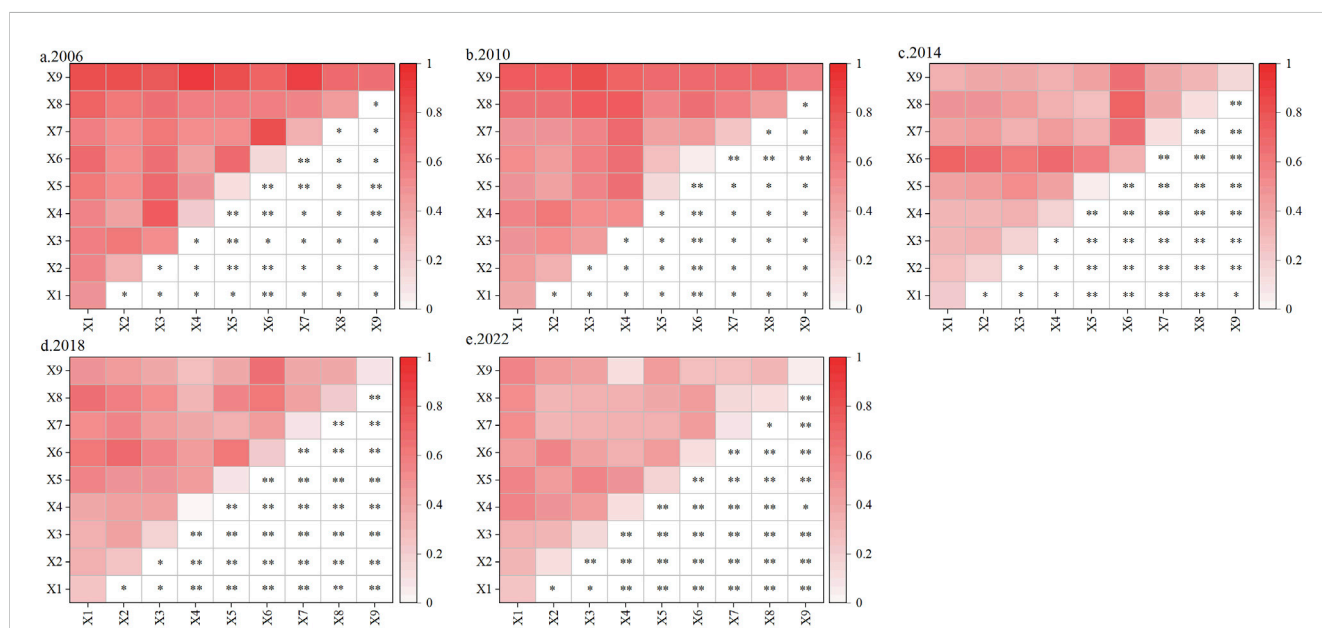 a.2006
X9
X8 *
X7 * *
X6 ** * *
X5 ** ** * **
X4 ** ** * * **
X3 * ** * * * *
X2 * * ** ** * * *
X1 * * * * ** * * *
X1 X2 X3 X4 X5 X6 X7 X8 X9
1
0.8
0.6
0.4
0.2
0
b.2010
X9
X8 *
X7 * *
X6 ** ** **
X5 ** * * *
X4 * ** * * *
X3 * * ** * * *
X2 * * * ** * * *
X1 * * * * ** * * *
X1 X2 X3 X4 X5 X6 X7 X8 X9
1
0.8
0.6
0.4
0.2
0
c.2014
X9
X8 **
X7 ** **
X6 ** ** **
X5 ** ** ** **
X4 ** ** ** ** **
X3 * ** ** ** ** **
X2 * * ** ** ** ** **
X1 * * * ** ** ** ** *
X1 X2 X3 X4 X5 X6 X7 X8 X9
1
0.8
0.6
0.4
0.2
0
d.2018
X9
X8 **
X7 ** **
X6 ** ** **
X5 ** ** ** **
X4 ** ** ** ** **
X3 ** ** ** ** ** **
X2 * ** ** ** ** ** **
X1 * * ** ** ** ** ** **
X1 X2 X3 X4 X5 X6 X7 X8 X9
1
0.8
0.6
0.4
0.2
0
e.2022
X9
X8 **
X7 * **
X6 ** ** **
X5 ** ** ** **
X4 ** ** ** ** *
X3 ** ** ** ** ** **
X2 ** ** ** ** ** ** **
X1 * * ** ** ** ** ** **
X1 X2 X3 X4 X5 X6 X7 X8 X9
1
0.8
0.6
0.4
0.2
0